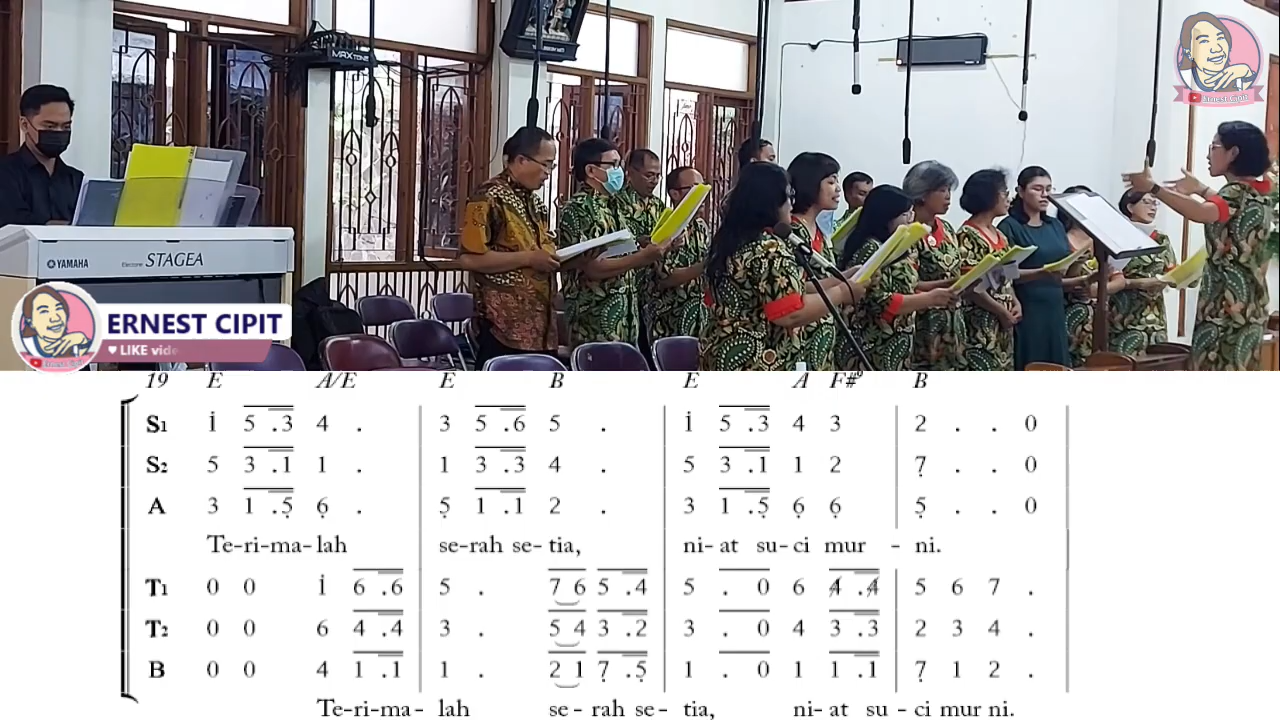 MAXTONE
Ernest Cipit
YAMAHA Electone STAGEA
ERNEST CIPIT
♥ LIKE vide
Ernest Cipit
19 E A/E E B E A F# B
S1 i 5 .3 4 . 3 5 .6 5 . i 5 .3 4 3 2 . . 0
S2 5 3 .1 1 . 1 3 .3 4 . 5 3 .1 1 2 7̣ . . 0
A 3 1 .5̣ 6̣ . 5̣ 1 .1 2 . 3 1 .5̣ 6̣ 6̣ 5̣ . . 0
Te-ri-ma-lah se-rah se-tia, ni-at su-ci mur - ni.
T1 0 0 i 6 .6 5 . 7 6 5 .4 5 . 0 6 4̸ .4̸ 5 6 7 .
T2 0 0 6 4 .4 3 . 5 4 3 .2 3 . 0 4 3 .3 2 3 4 .
B 0 0 4 1 .1 1 . 2 1 7̣ .5̣ 1 . 0 1 1 .1 7̣ 1 2 .
Te-ri-ma- lah se - rah se - tia, ni- at su - ci mur ni.